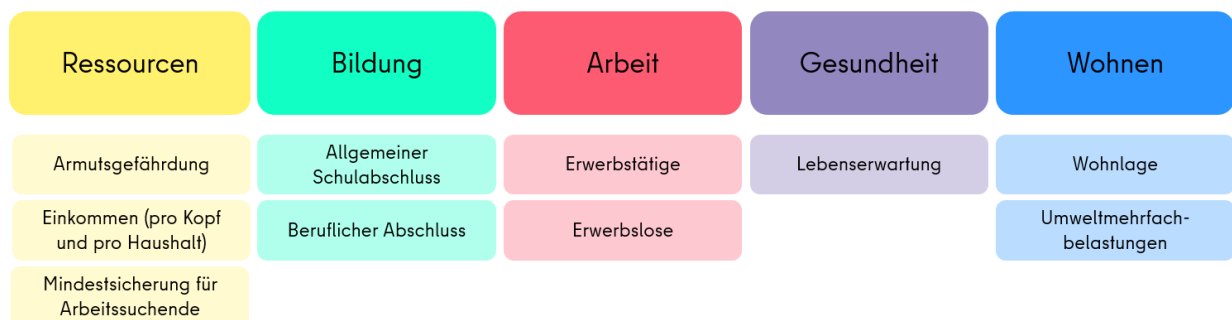 Ressourcen
Bildung
Arbeit
Gesundheit
Wohnen
Armutsgefährdung
Allgemeiner
Schulabschluss
Erwerbstätige
Lebenserwartung
Wohnlage
Einkommen (pro Kopf
und pro Haushalt)
Beruflicher Abschluss
Erwerbslose
Umweltmehrfach-
belastungen
Mindestsicherung für
Arbeitssuchende